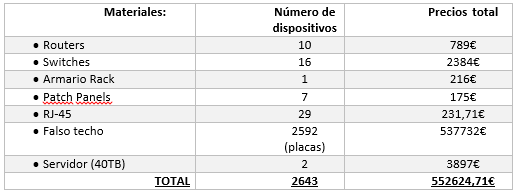 Materiales: Número de dispositivos Precios total
• Routers 10 789€
• Switches 16 2384€
• Armario Rack 1 216€
• Patch Panels 7 175€
• RJ-45 29 231,71€
• Falso techo 2592 537732€
(placas)
• Servidor (40TB) 2 3897€
TOTAL 2643 552624,71€